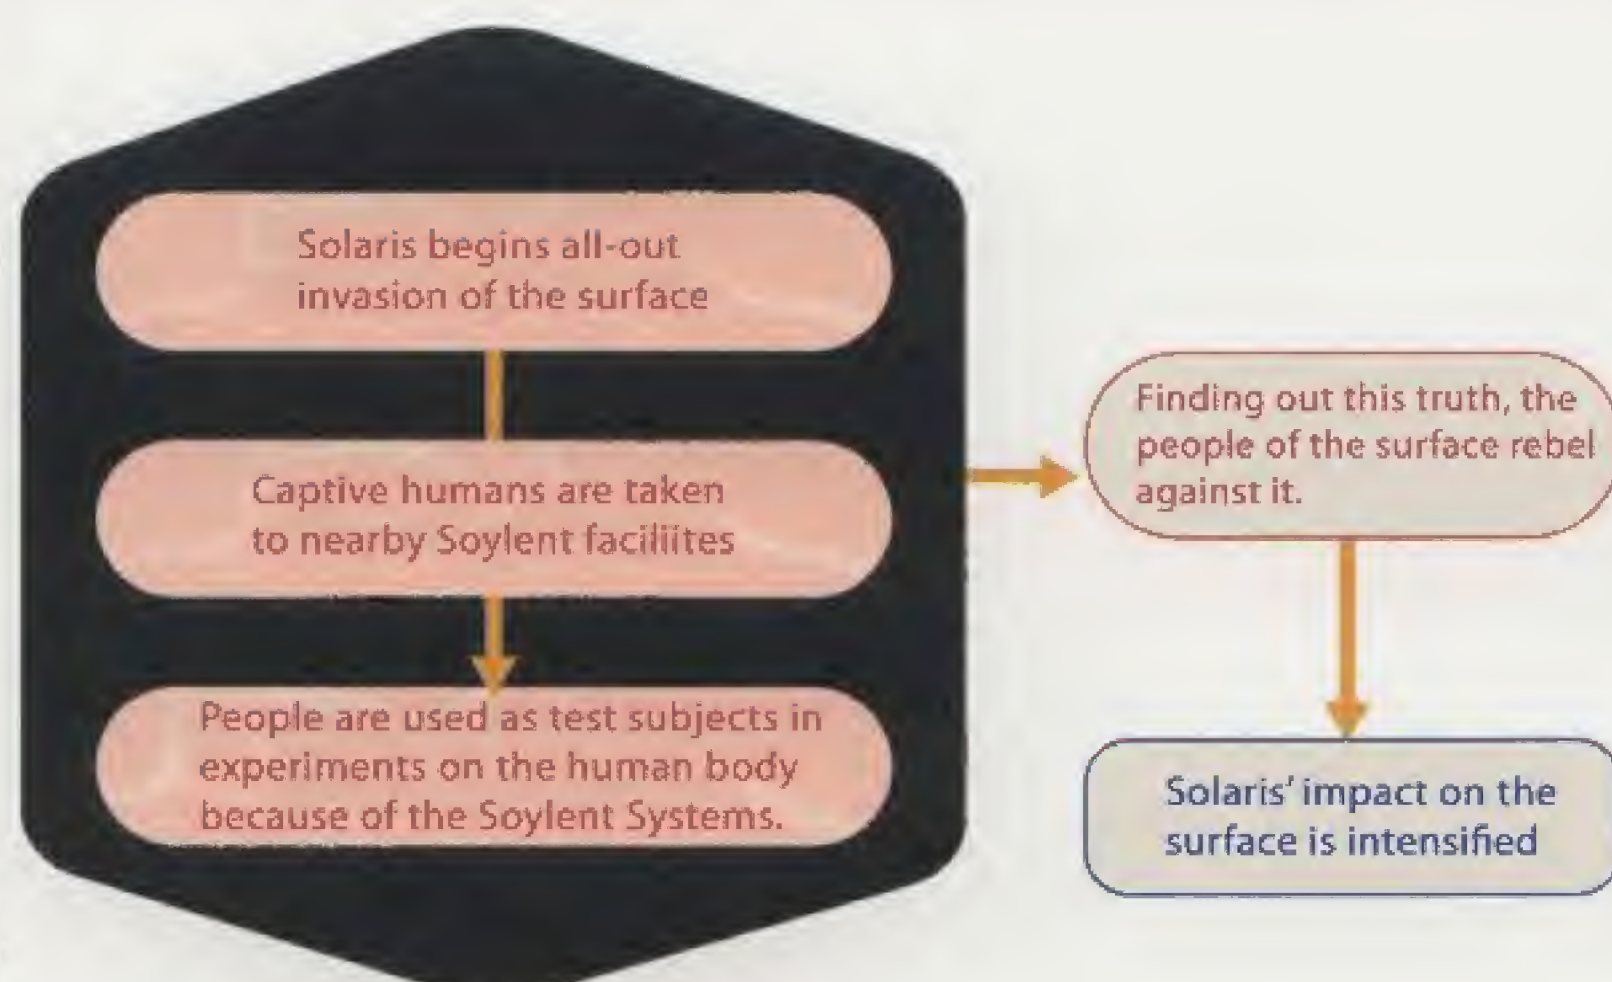 Solaris begins all-out
invasion of the surface
Captive humans are taken
to nearby Soylent faciliites
People are used as test subjects in
experiments on the human body
because of the Soylent Systems.
Finding out this truth, the
people of the surface rebel
against it.
Solaris' impact on the
surface is intensified